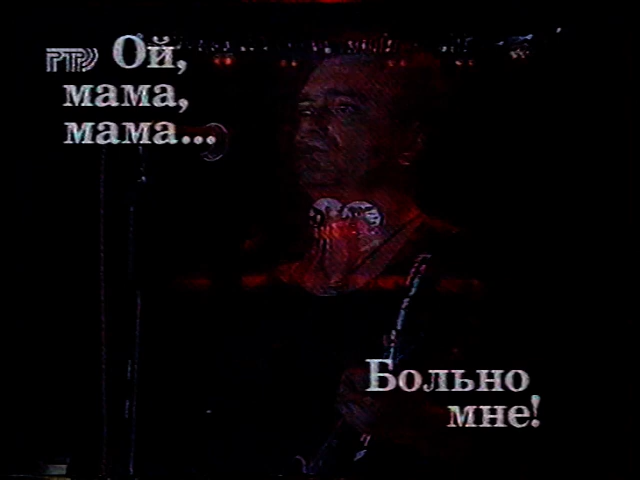 РТР Ой,
мама,
мама...
Больно
мне!